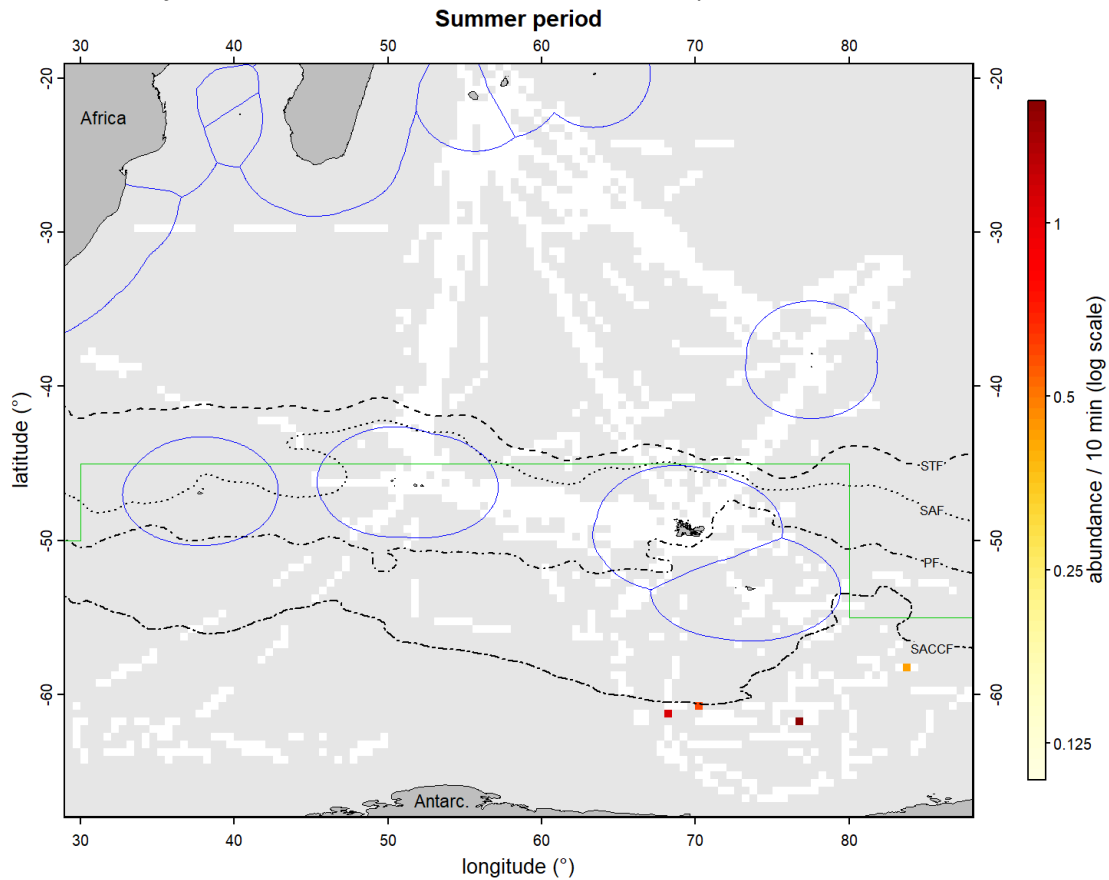 Summer period
30 40 50 60 70 80
-20 -20
Africa
-30 -30
1
-40 -40
0.5
STF
SAF
-50 -50
PF
0.25
SACCF
-60 -60
0.125
Antarc.
30 40 50 60 70 80
longitude (°)
latitude (°)
abundance / 10 min (log scale)